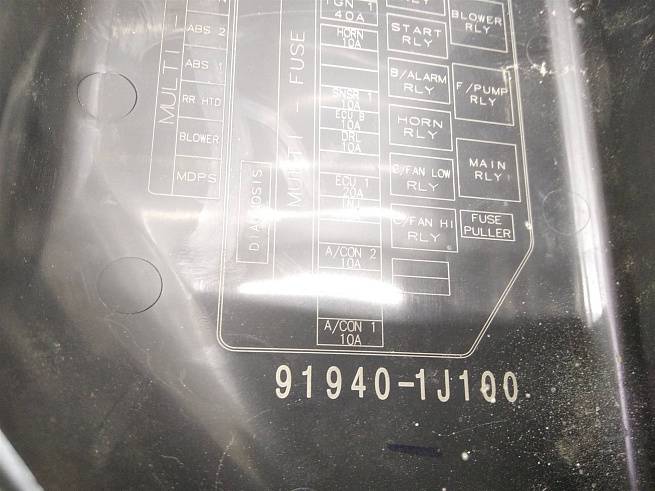 MULTI -
ABS 2
ABS 1
RR HTD
BLOWER
MDPS
DIAGNOSIS
MULTI - FUSE
IGN 1
40A
HORN
10A
SNSR 1
10A
ECU B
10A
DRL
10A
ECU 1
20A
INJ
A/CON 2
10A
A/CON 1
10A
RLY
START
RLY
B/ALARM
RLY
HORN
RLY
C/FAN LOW
RLY
C/FAN HI
RLY
BLOWER
RLY
F/PUMP
RLY
MAIN
RLY
FUSE
PULLER
91940-1J100